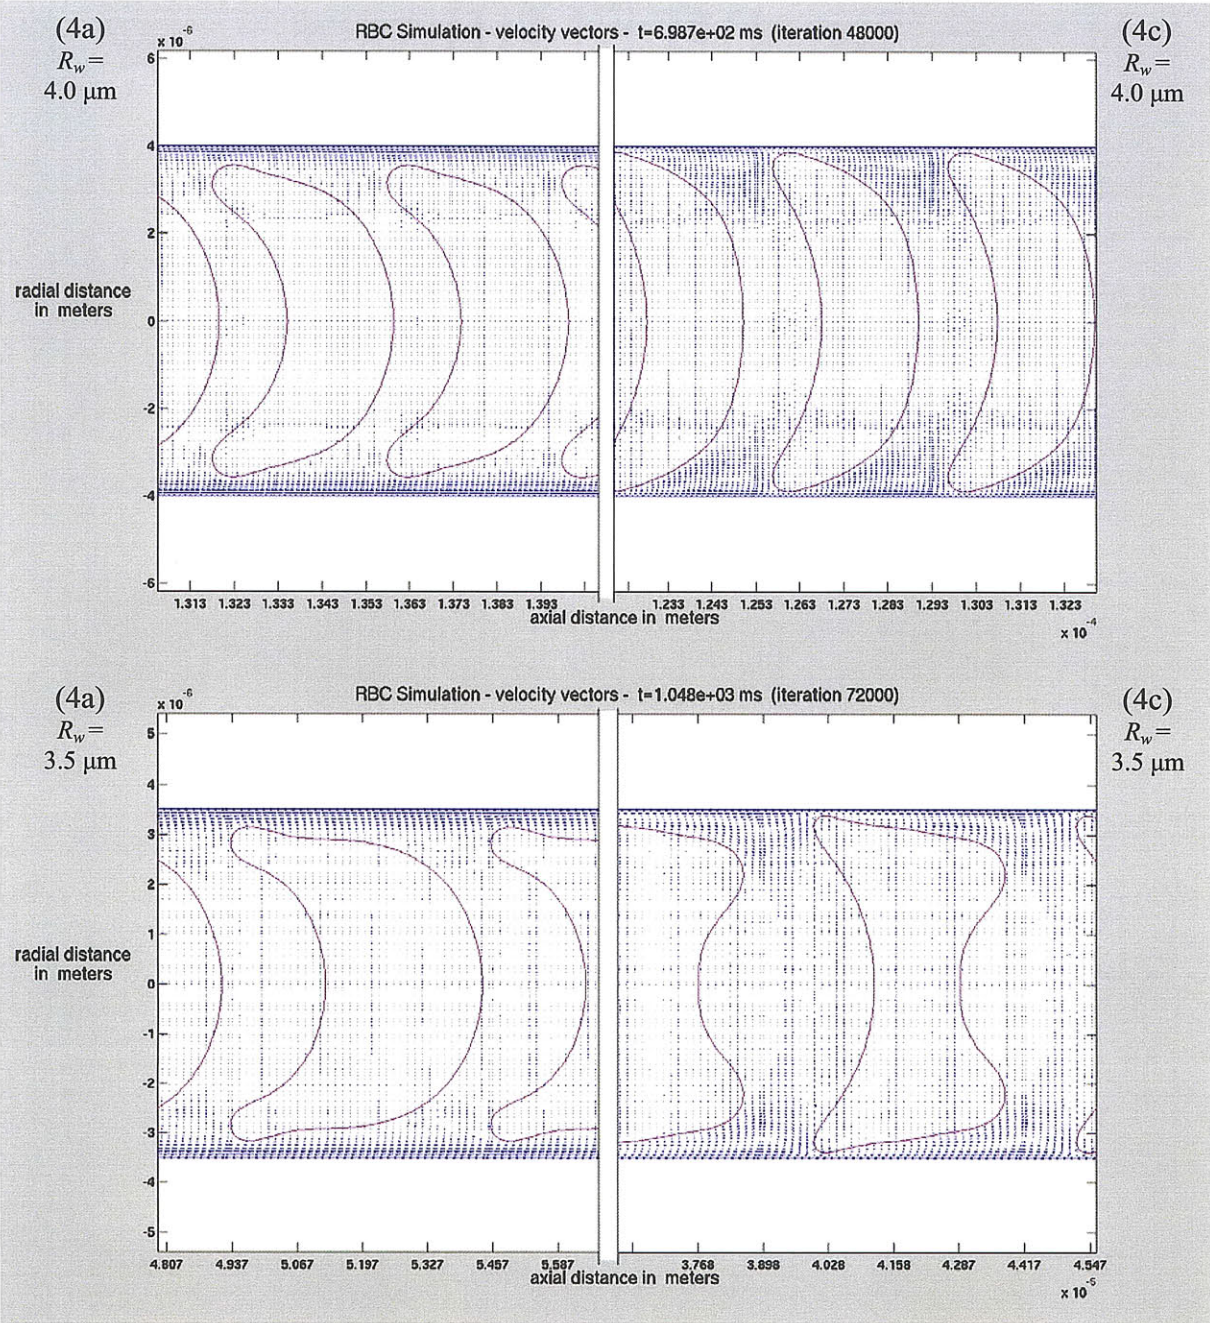 (4a)
R_w =
4.0 μm
(4c)
R_w =
4.0 μm
RBC Simulation - velocity vectors - t=6.987e+02 ms (iteration 48000)
x 10^-6
6
4
2
0
-2
-4
-6
radial distance
in meters
1.313 1.323 1.333 1.343 1.353 1.363 1.373 1.383 1.393
1.233 1.243 1.253 1.263 1.273 1.283 1.293 1.303 1.313 1.323
axial distance in meters
x 10^-4
(4a)
R_w =
3.5 μm
(4c)
R_w =
3.5 μm
RBC Simulation - velocity vectors - t=1.048e+03 ms (iteration 72000)
x 10^-6
5
4
3
2
1
0
-1
-2
-3
-4
-5
radial distance
in meters
4.807 4.937 5.067 5.197 5.327 5.457 5.587
3.768 3.898 4.028 4.158 4.287 4.417 4.547
axial distance in meters
x 10^-5